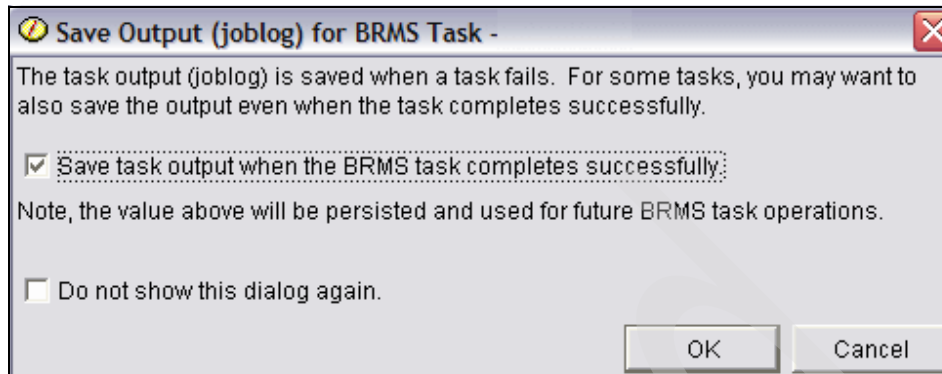 Save Output (joblog) for BRMS Task -
The task output (joblog) is saved when a task fails. For some tasks, you may want to
also save the output even when the task completes successfully.
Save task output when the BRMS task completes successfully.
Note, the value above will be persisted and used for future BRMS task operations.
Do not show this dialog again.
OK
Cancel